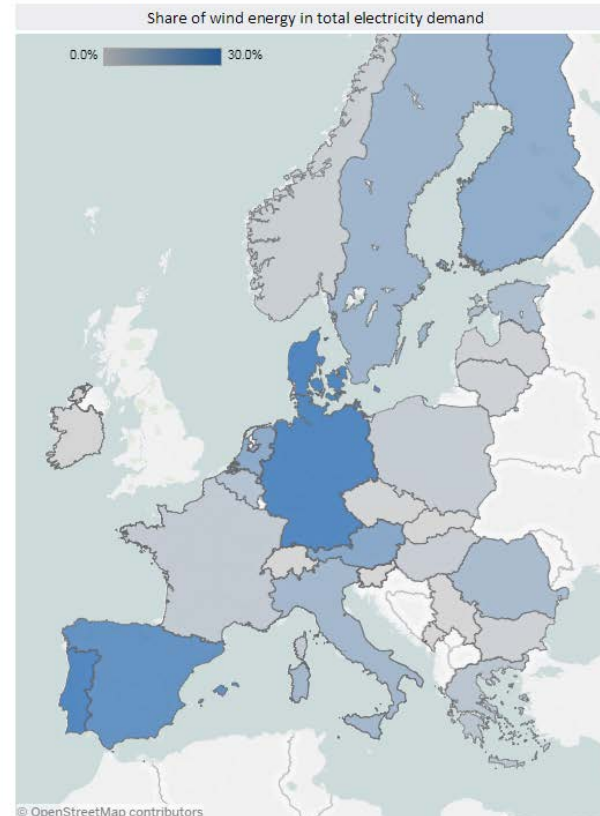 Share of wind energy in total electricity demand
0.0% 30.0%
© OpenStreetMap contributors